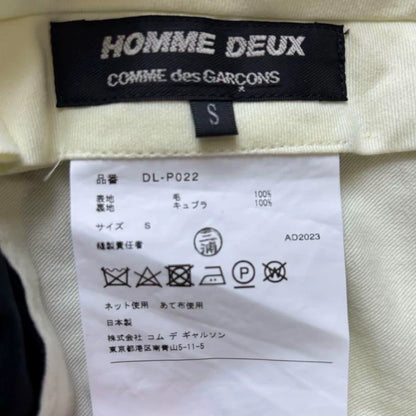 HOMME DEUX
COMME des GARÇONS
S
品番 DL-P022
表地 毛 100%
裏地 キュプラ 100%
サイズ S
縫製責任者 三浦 AD2023
P W
ネット使用 あて布使用
日本製
株式会社 コム デ ギャルソン
東京都港区南青山5-11-5